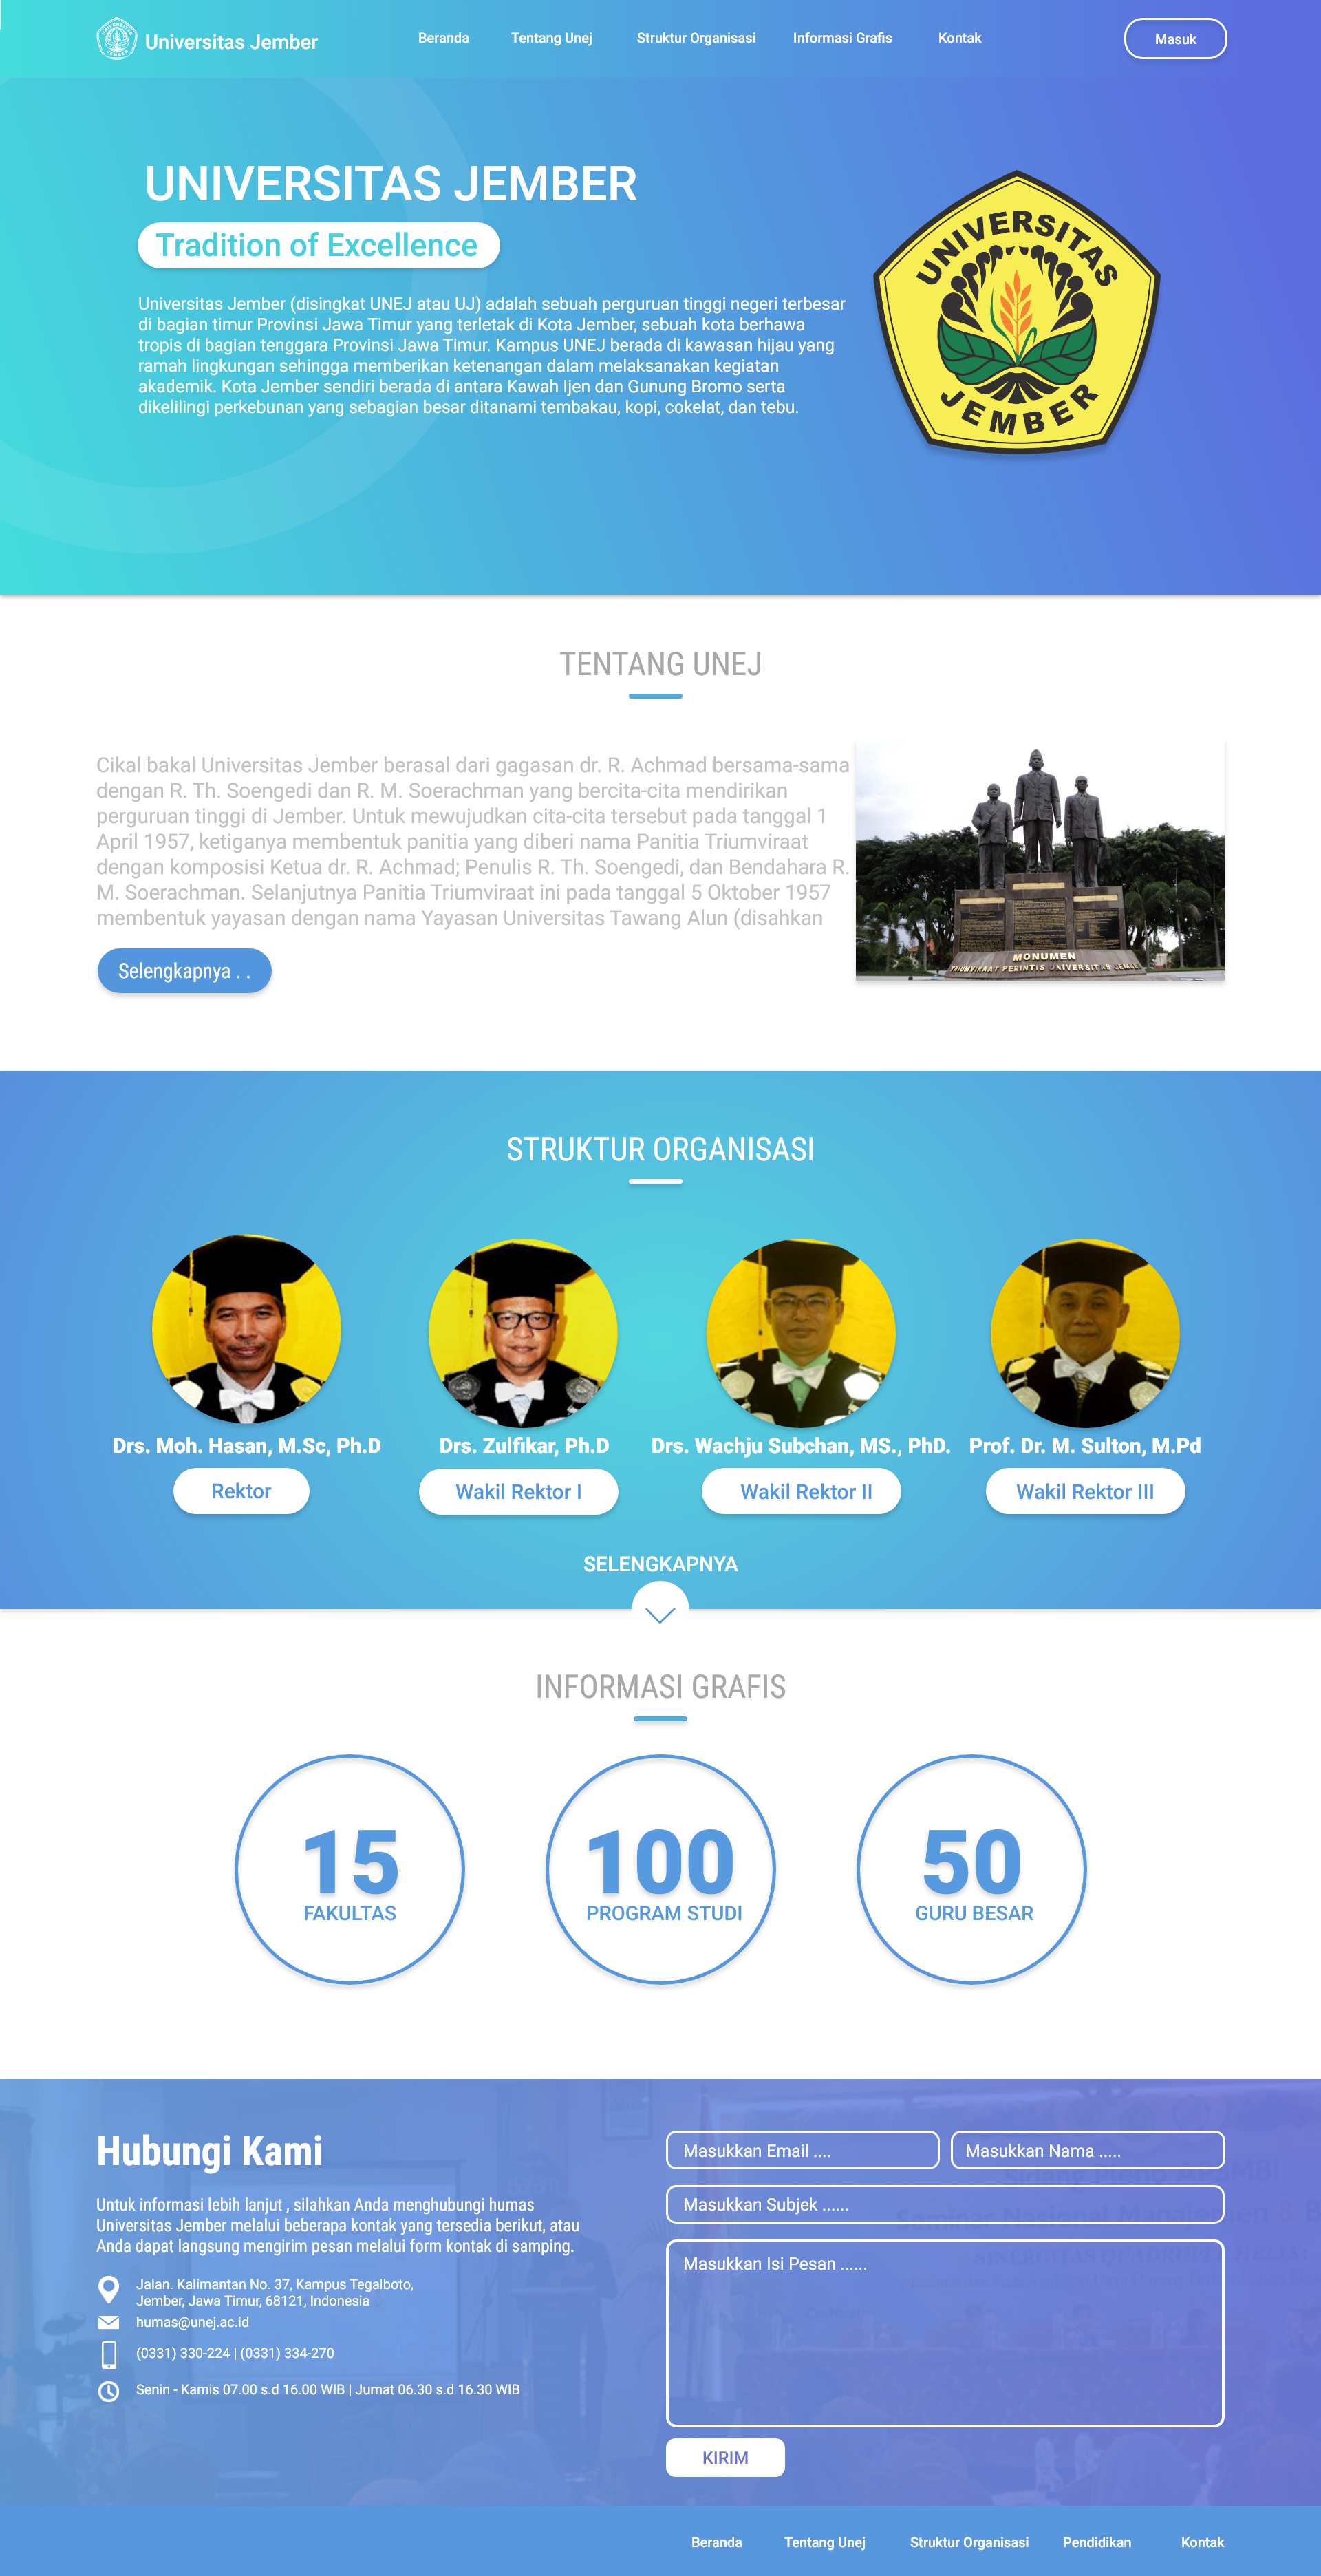 Universitas Jember
Beranda
Tentang Unej
Struktur Organisasi
Informasi Grafis
Kontak
Masuk
UNIVERSITAS JEMBER
Tradition of Excellence
Universitas Jember (disingkat UNEJ atau UJ) adalah sebuah perguruan tinggi negeri terbesar
di bagian timur Provinsi Jawa Timur yang terletak di Kota Jember, sebuah kota berhawa
tropis di bagian tenggara Provinsi Jawa Timur. Kampus UNEJ berada di kawasan hijau yang
ramah lingkungan sehingga memberikan ketenangan dalam melaksanakan kegiatan
akademik. Kota Jember sendiri berada di antara Kawah Ijen dan Gunung Bromo serta
dikelilingi perkebunan yang sebagian besar ditanami tembakau, kopi, cokelat, dan tebu.
UNIVERSITAS
JEMBER
TENTANG UNEJ
Cikal bakal Universitas Jember berasal dari gagasan dr. R. Achmad bersama-sama
dengan R. Th. Soengedi dan R. M. Soerachman yang bercita-cita mendirikan
perguruan tinggi di Jember. Untuk mewujudkan cita-cita tersebut pada tanggal 1
April 1957, ketiganya membentuk panitia yang diberi nama Panitia Triumviraat
dengan komposisi Ketua dr. R. Achmad; Penulis R. Th. Soengedi, dan Bendahara R.
M. Soerachman. Selanjutnya Panitia Triumviraat ini pada tanggal 5 Oktober 1957
membentuk yayasan dengan nama Yayasan Universitas Tawang Alun (disahkan
MONUMEN
TRIUMVIRAAT PERINTIS UNIVERSITAS JEMBE
Selengkapnya . .
STRUKTUR ORGANISASI
Drs. Moh. Hasan, M.Sc, Ph.D
Rektor
Drs. Zulfikar, Ph.D
Wakil Rektor I
Drs. Wachju Subchan, MS., PhD.
Wakil Rektor II
Prof. Dr. M. Sulton, M.Pd
Wakil Rektor III
SELENGKAPNYA
INFORMASI GRAFIS
15
FAKULTAS
100
PROGRAM STUDI
50
GURU BESAR
Hubungi Kami
Untuk informasi lebih lanjut , silahkan Anda menghubungi humas
Universitas Jember melalui beberapa kontak yang tersedia berikut, atau
Anda dapat langsung mengirim pesan melalui form kontak di samping.
Jalan. Kalimantan No. 37, Kampus Tegalboto,
Jember, Jawa Timur, 68121, Indonesia
humas@unej.ac.id
(0331) 330-224 | (0331) 334-270
Senin - Kamis 07.00 s.d 16.00 WIB | Jumat 06.30 s.d 16.30 WIB
Masukkan Email ....
Masukkan Nama .....
Sidang Pleno APSMBI
Masukkan Subjek ......
Seminar Nasional Manajemen & B
Masukkan Isi Pesan ......
SINERGITAS QUADRUPLE HELIX:
KIRIM
Beranda
Tentang Unej
Struktur Organisasi
Pendidikan
Kontak